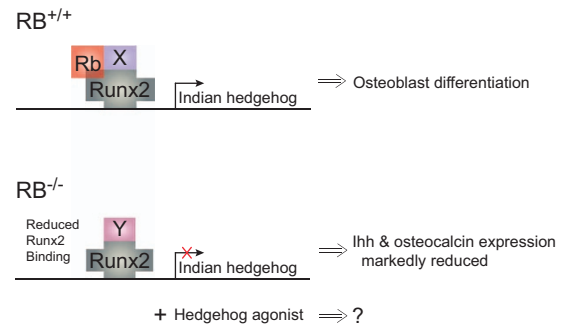 RB+/+
Rb X
Runx2
Indian hedgehog
⇒ Osteoblast differentiation
RB-/-
Reduced
Runx2
Binding
Y
Runx2
Indian hedgehog
⇒ Ihh & osteocalcin expression
markedly reduced
+ Hedgehog agonist ⇒ ?